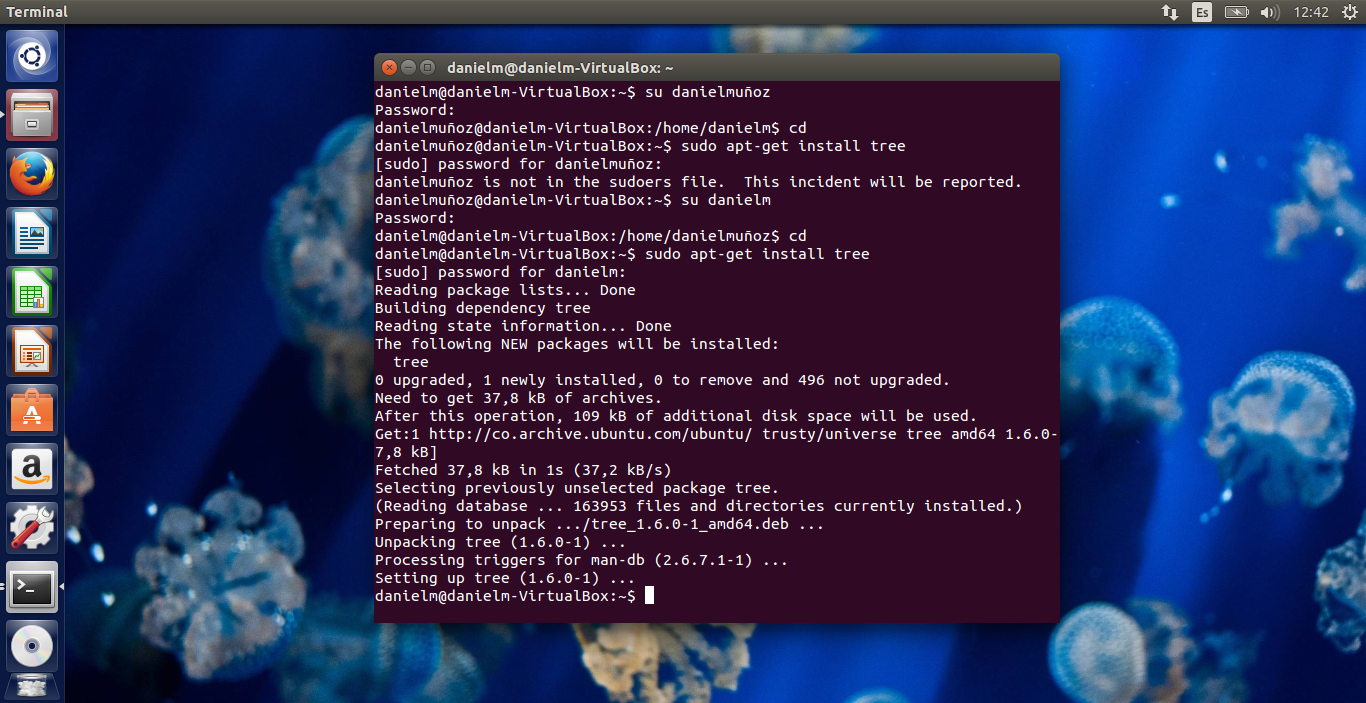 Terminal
Es
12:42
danielm@danielm-VirtualBox: ~
danielm@danielm-VirtualBox:~$ su danielmuñoz
Password:
danielmuñoz@danielm-VirtualBox:/home/danielm$ cd
danielmuñoz@danielm-VirtualBox:~$ sudo apt-get install tree
[sudo] password for danielmuñoz:
danielmuñoz is not in the sudoers file.  This incident will be reported.
danielmuñoz@danielm-VirtualBox:~$ su danielm
Password:
danielm@danielm-VirtualBox:/home/danielmuñoz$ cd
danielm@danielm-VirtualBox:~$ sudo apt-get install tree
[sudo] password for danielm:
Reading package lists... Done
Building dependency tree
Reading state information... Done
The following NEW packages will be installed:
  tree
0 upgraded, 1 newly installed, 0 to remove and 496 not upgraded.
Need to get 37,8 kB of archives.
After this operation, 109 kB of additional disk space will be used.
Get:1 http://co.archive.ubuntu.com/ubuntu/ trusty/universe tree amd64 1.6.0-
7,8 kB]
Fetched 37,8 kB in 1s (37,2 kB/s)
Selecting previously unselected package tree.
(Reading database ... 163953 files and directories currently installed.)
Preparing to unpack .../tree_1.6.0-1_amd64.deb ...
Unpacking tree (1.6.0-1) ...
Processing triggers for man-db (2.6.7.1-1) ...
Setting up tree (1.6.0-1) ...
danielm@danielm-VirtualBox:~$
a
>_